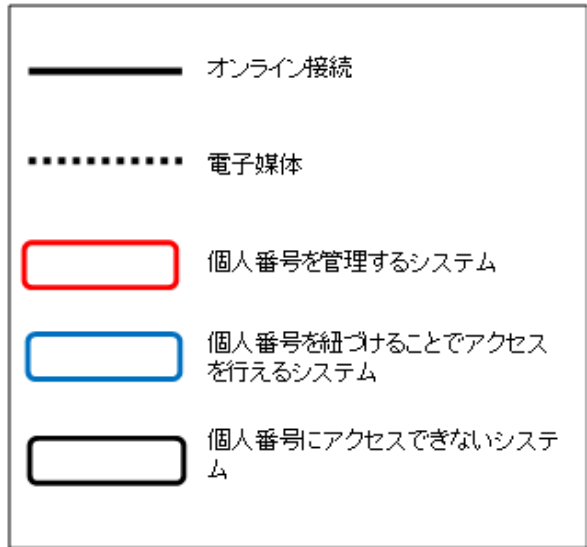 オンライン接続
電子媒体
個人番号を管理するシステム
個人番号を紐づけることでアクセス
を行えるシステム
個人番号にアクセスできないシステ
ム